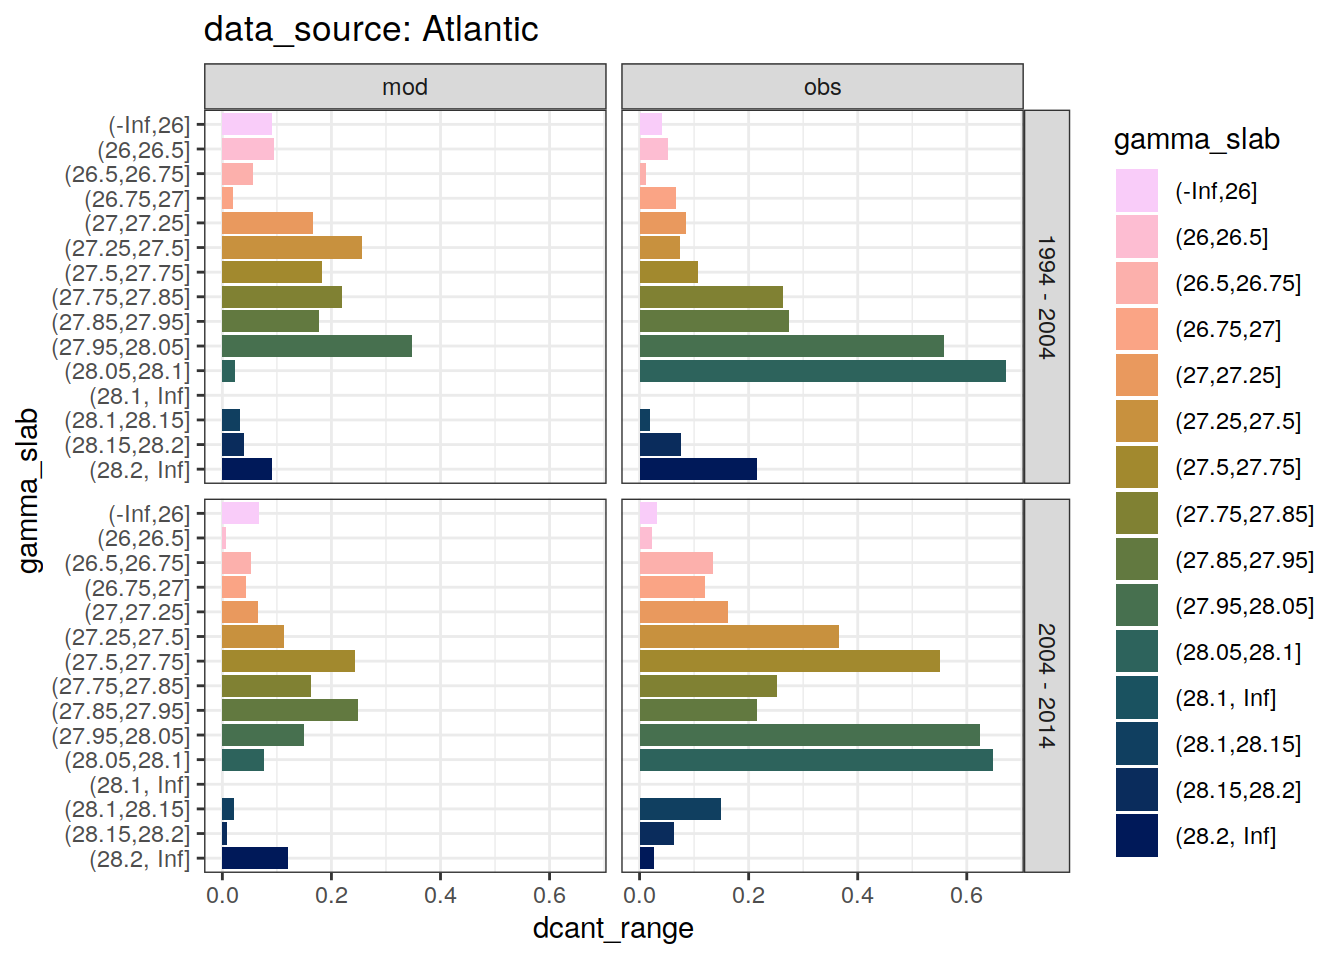 data_source: Atlantic
mod
obs
gamma_slab
(-Inf,26]
(26,26.5]
(26.5,26.75]
(26.75,27]
(27,27.25]
(27.25,27.5]
(27.5,27.75]
(27.75,27.85]
(27.85,27.95]
(27.95,28.05]
(28.05,28.1]
(28.1, Inf]
(28.1,28.15]
(28.15,28.2]
(28.2, Inf]
1994 - 2004
(-Inf,26]
(26,26.5]
(26.5,26.75]
(26.75,27]
(27,27.25]
(27.25,27.5]
(27.5,27.75]
(27.75,27.85]
(27.85,27.95]
(27.95,28.05]
(28.05,28.1]
(28.1, Inf]
(28.1,28.15]
(28.15,28.2]
(28.2, Inf]
2004 - 2014
0.0 0.2 0.4 0.6 0.0 0.2 0.4 0.6
dcant_range
gamma_slab
(-Inf,26]
(26,26.5]
(26.5,26.75]
(26.75,27]
(27,27.25]
(27.25,27.5]
(27.5,27.75]
(27.75,27.85]
(27.85,27.95]
(27.95,28.05]
(28.05,28.1]
(28.1, Inf]
(28.1,28.15]
(28.15,28.2]
(28.2, Inf]